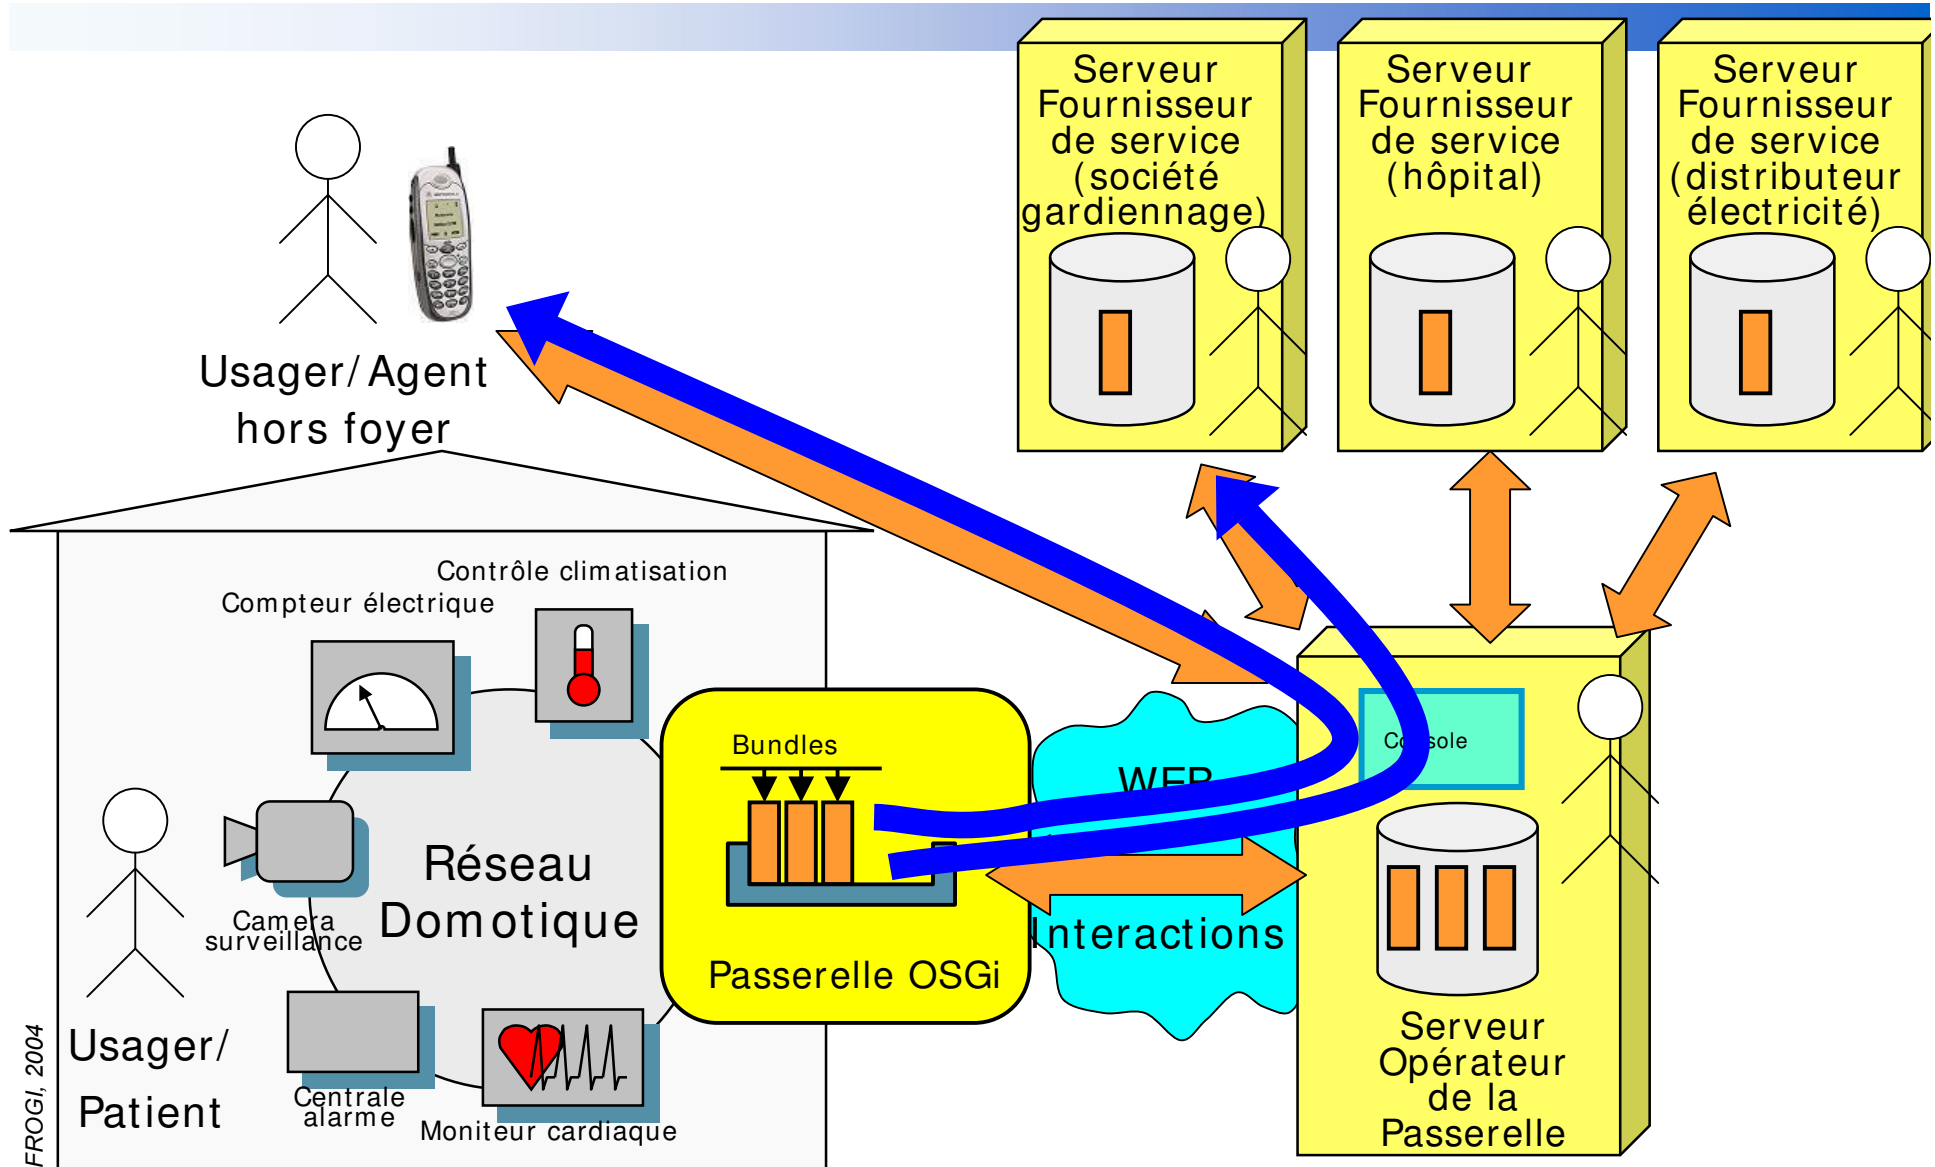 Serveur
Fournisseur
de service
(société
gardiennage)
Serveur
Fournisseur
de service
(hôpital)
Serveur
Fournisseur
de service
(distributeur
électricité)
Usager/Agent
hors foyer
Contrôle climatisation
Compteur électrique
Bundles
WEB
Console
Réseau
Domotique
Camera
surveillance
Interactions
Passerelle OSGi
Usager/
Patient
Centrale
alarme
Moniteur cardiaque
Serveur
Opérateur
de la
Passerelle
FROGI, 2004